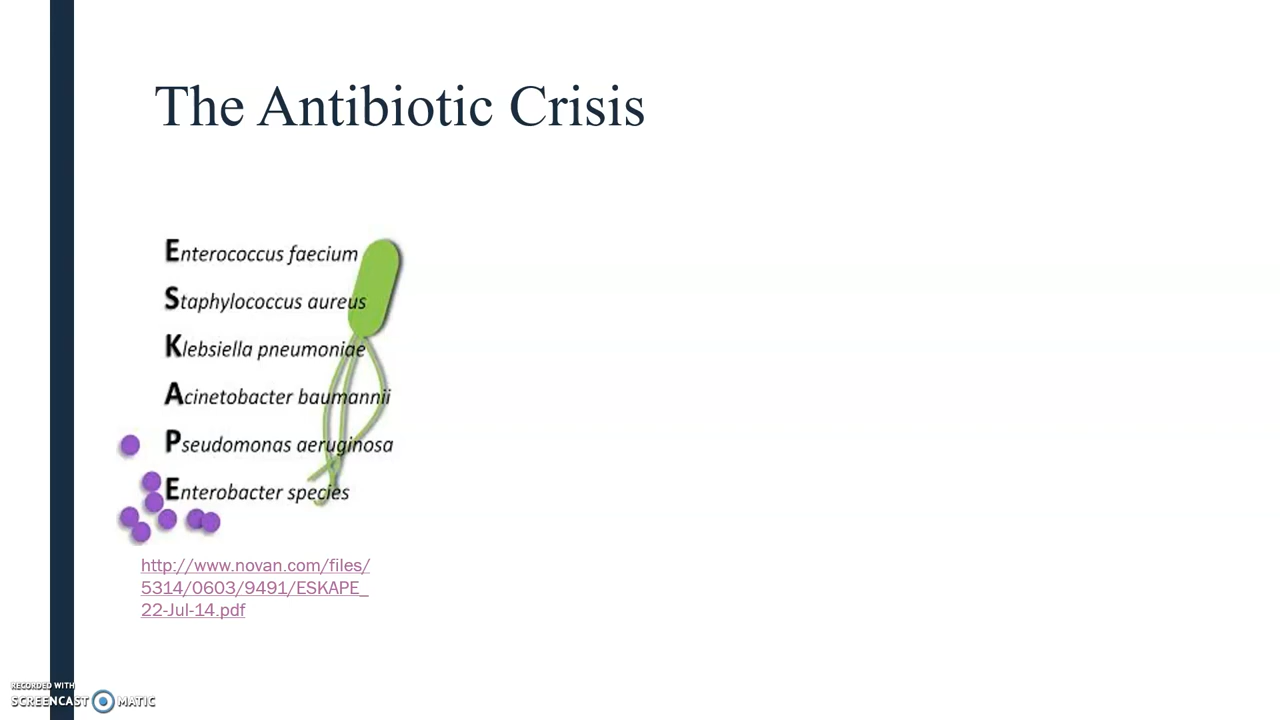 The Antibiotic Crisis
Enterococcus faecium
Staphylococcus aureus
Klebsiella pneumoniae
Acinetobacter baumannii
Pseudomonas aeruginosa
Enterobacter species
http://www.novan.com/files/
5314/0603/9491/ESKAPE_
22-Jul-14.pdf
RECORDED WITH
SCREENCAST MATIC